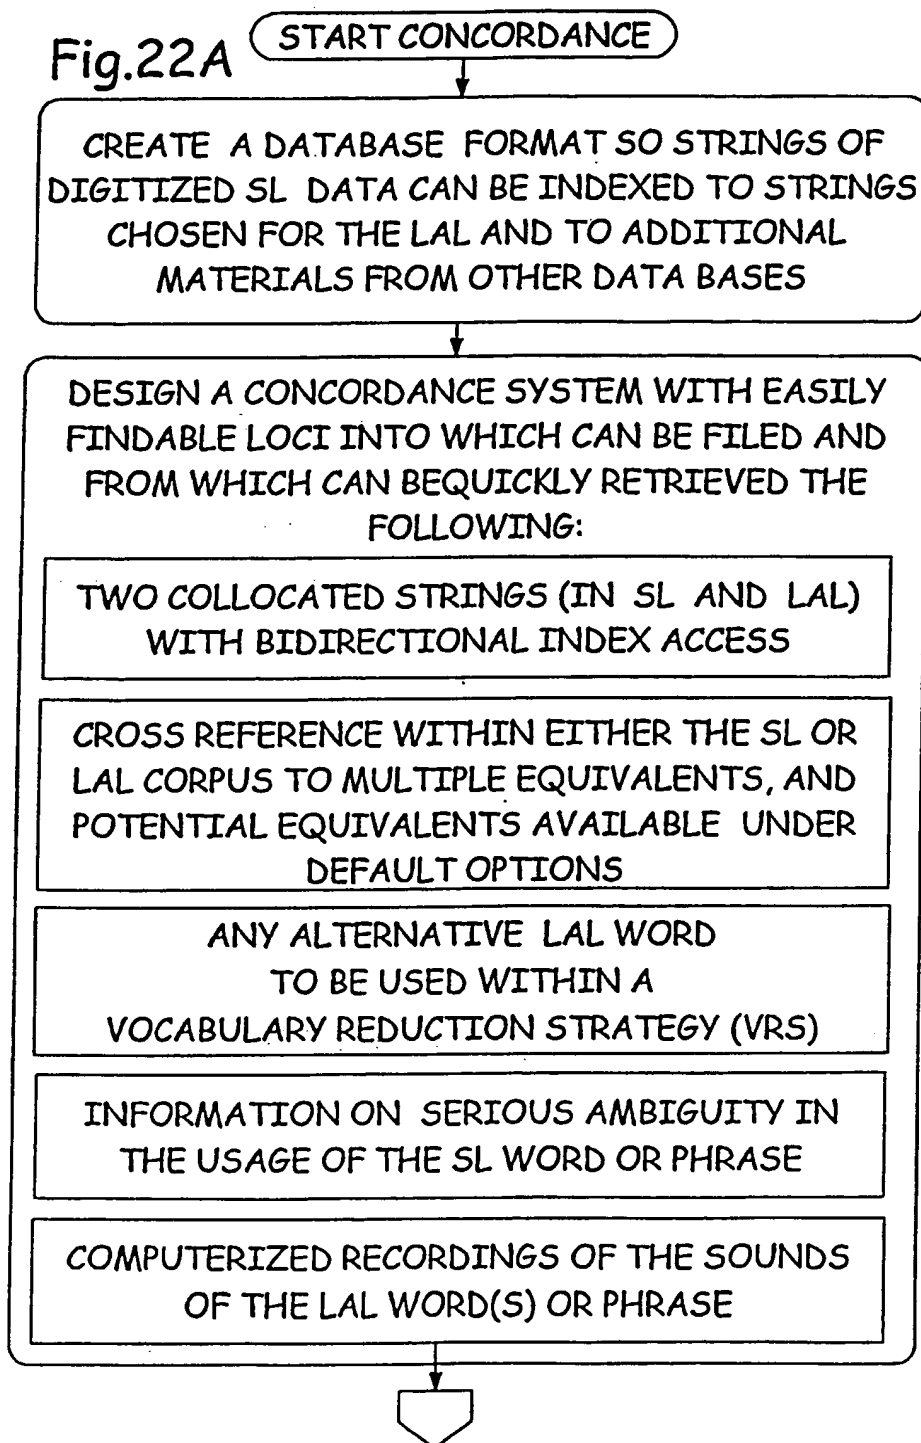 Fig.22A
START CONCORDANCE
CREATE A DATABASE FORMAT SO STRINGS OF
DIGITIZED SL DATA CAN BE INDEXED TO STRINGS
CHOSEN FOR THE LAL AND TO ADDITIONAL
MATERIALS FROM OTHER DATA BASES
DESIGN A CONCORDANCE SYSTEM WITH EASILY
FINDABLE LOCI INTO WHICH CAN BE FILED AND
FROM WHICH CAN BEQUICKLY RETRIEVED THE
FOLLOWING:
TWO COLLOCATED STRINGS (IN SL AND LAL)
WITH BIDIRECTIONAL INDEX ACCESS
CROSS REFERENCE WITHIN EITHER THE SL OR
LAL CORPUS TO MULTIPLE EQUIVALENTS, AND
POTENTIAL EQUIVALENTS AVAILABLE UNDER
DEFAULT OPTIONS
ANY ALTERNATIVE LAL WORD
TO BE USED WITHIN A
VOCABULARY REDUCTION STRATEGY (VRS)
INFORMATION ON SERIOUS AMBIGUITY IN
THE USAGE OF THE SL WORD OR PHRASE
COMPUTERIZED RECORDINGS OF THE SOUNDS
OF THE LAL WORD(S) OR PHRASE